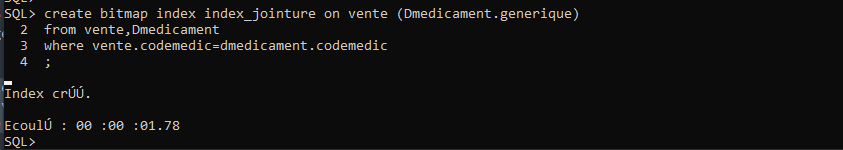 SQL> create bitmap index index_jointure on vente (Dmedicament.generique)
2 from vente,Dmedicament
3 where vente.codemedic=dmedicament.codemedic
4 ;
Index crÚÚ.
EcoulÚ : 00 :00 :01.78
SQL>